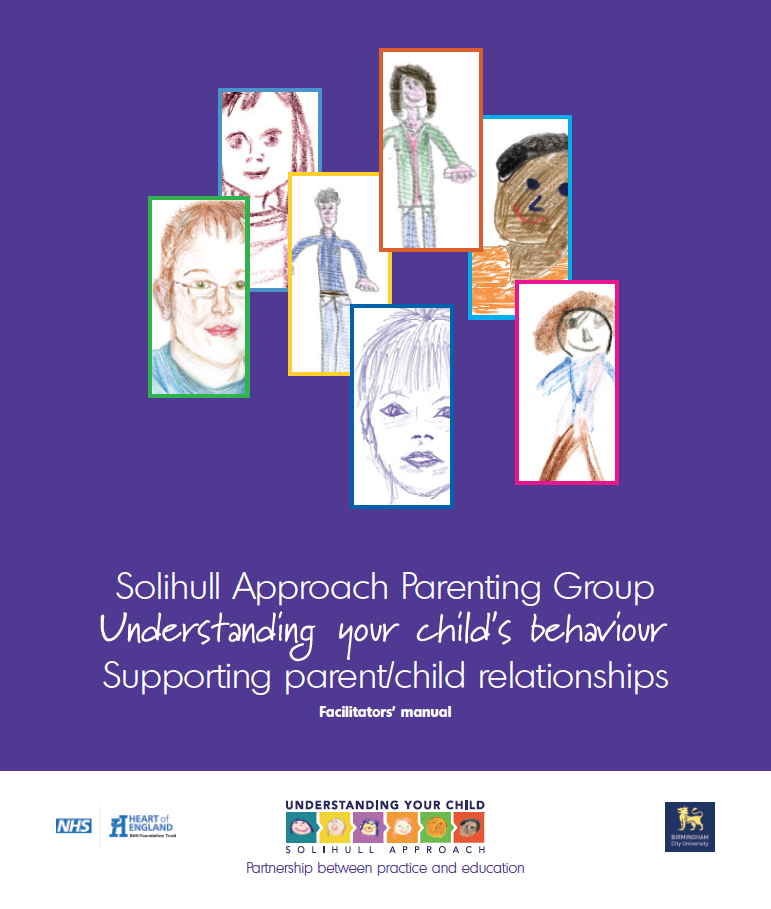 Solihull Approach Parenting Group
Understanding your child's behaviour
Supporting parent/child relationships
Facilitators' manual
UNDERSTANDING YOUR CHILD
NHS
HEART of
ENGLAND
NHS Foundation Trust
BIRMINGHAM
City University
SOLIHULL APPROACH
Partnership between practice and education